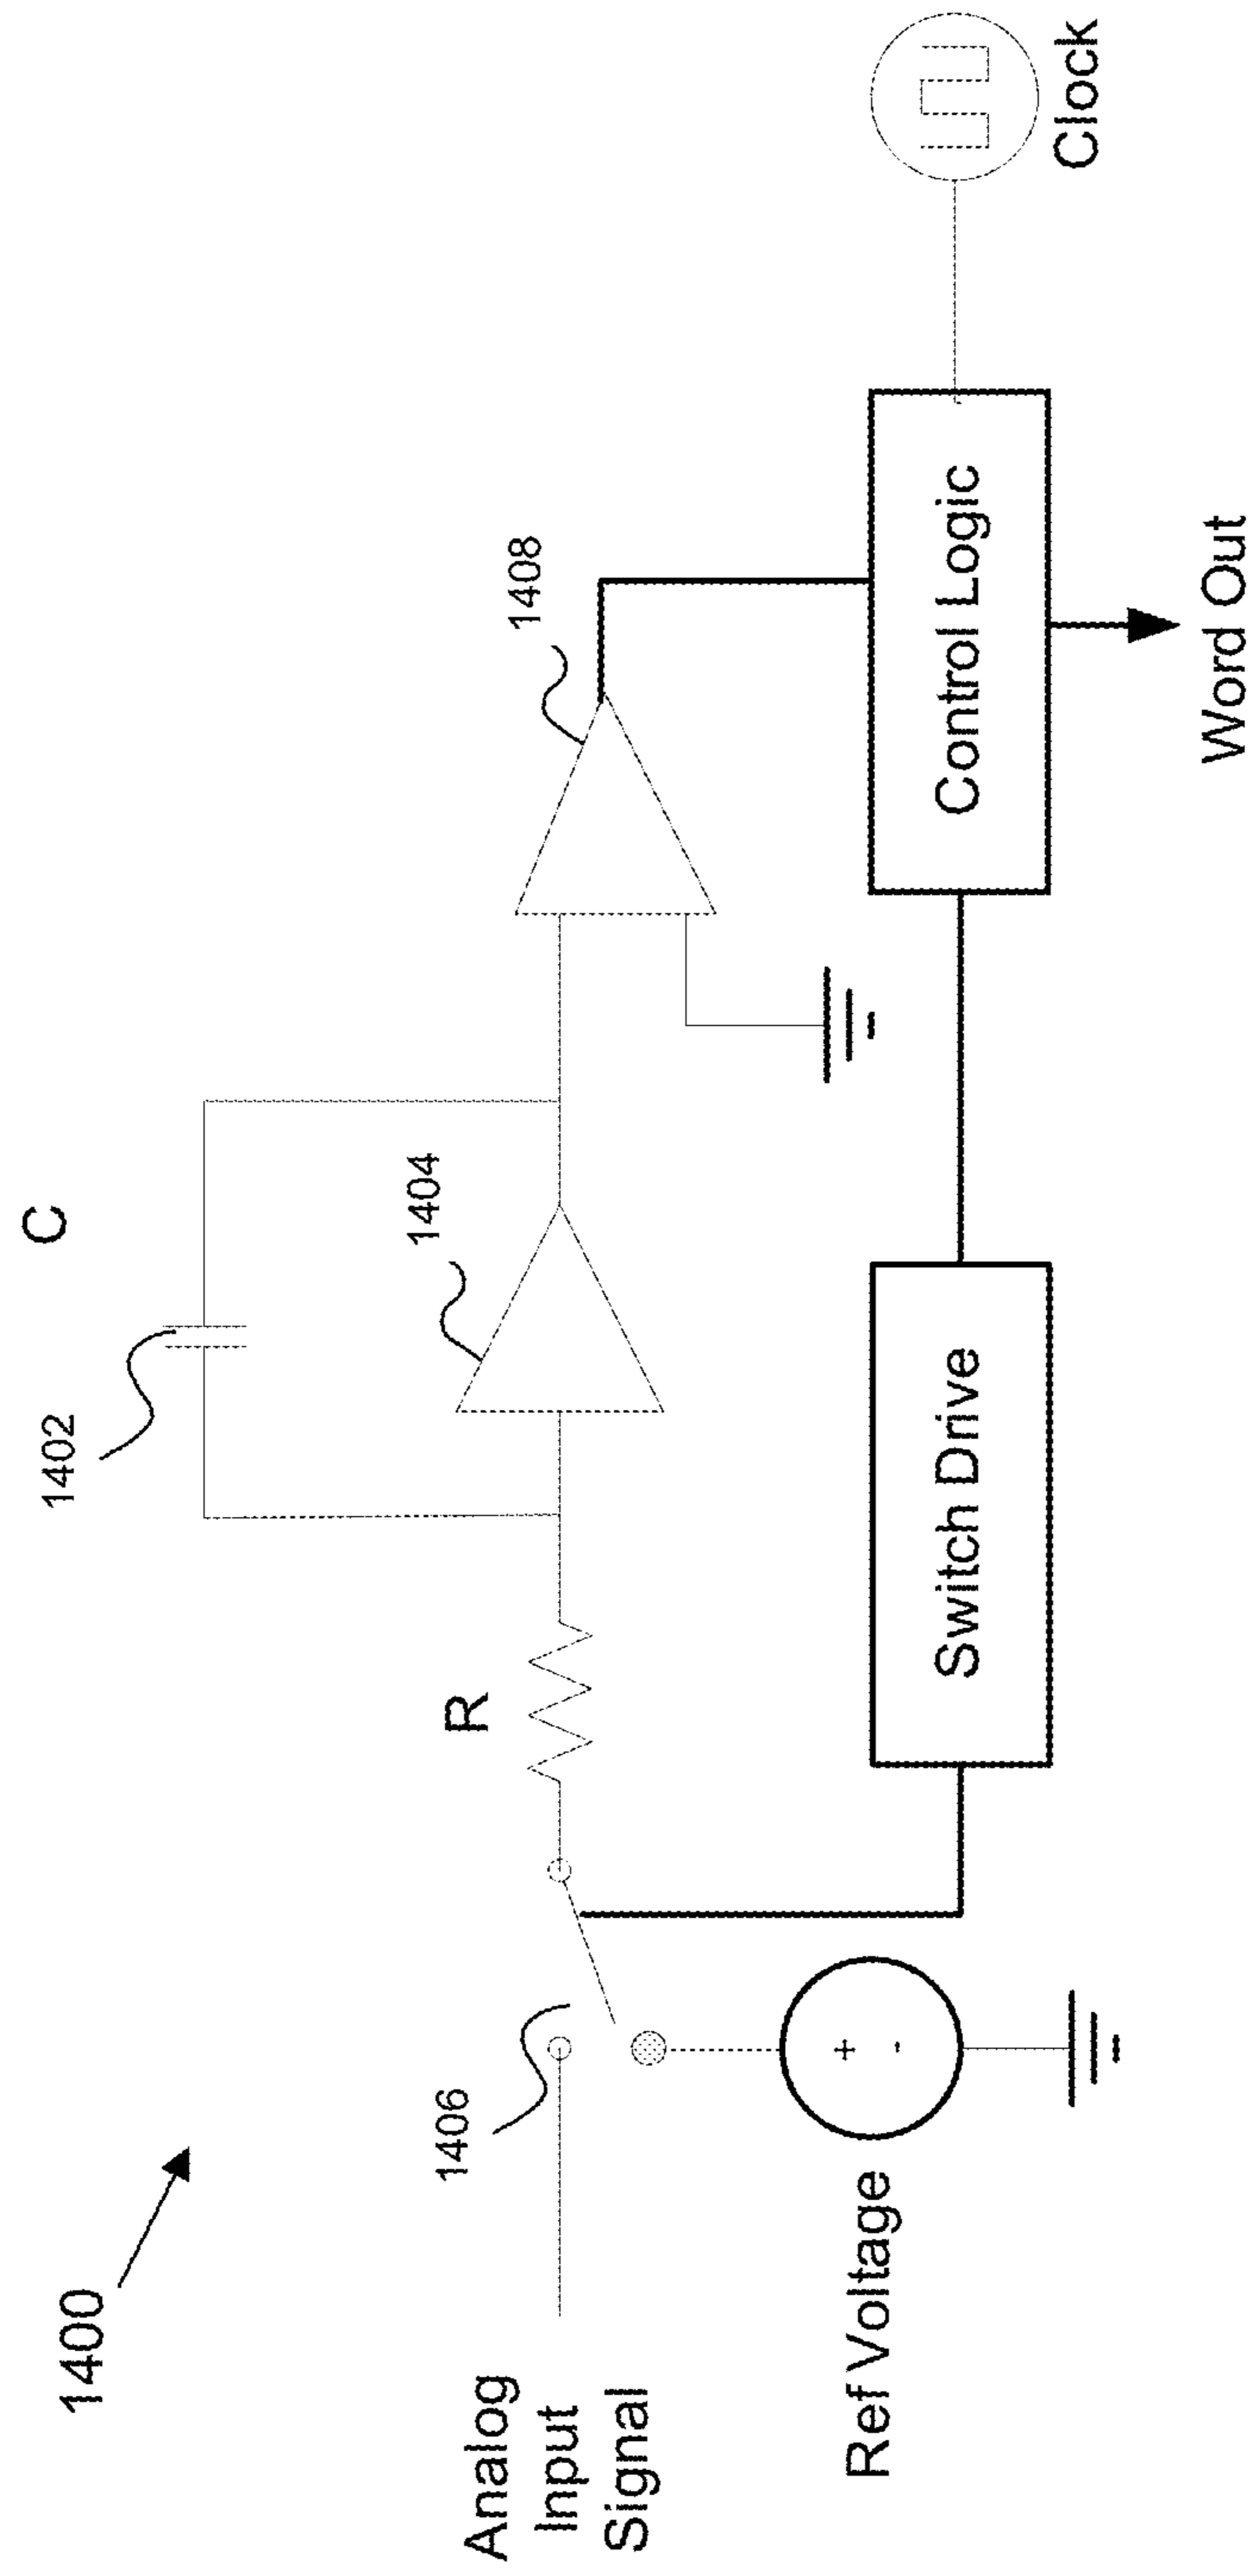 1400
1402
C
1404
1406
R
1408
Analog
Input
Signal
Ref Voltage
+
-
Switch Drive
Control Logic
Clock
Word Out